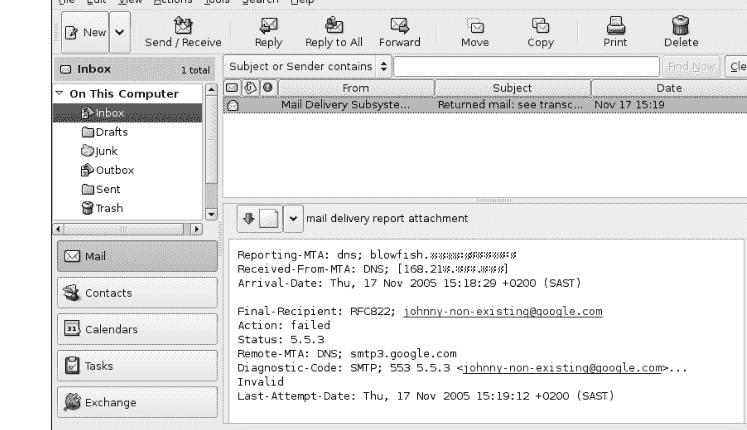 File Edit View Actions Tools Search Help
New
Send / Receive
Reply
Reply to All
Forward
Move
Copy
Print
Delete
Inbox
1 total
Subject or Sender contains
Find Now
On This Computer
Inbox
Drafts
Junk
Outbox
Sent
Trash
From
Subject
Date
Mail Delivery Subsyste...
Returned mail: see transc...
Nov 17 15:19
mail delivery report attachment
Mail
Contacts
31
Calendars
Tasks
Exchange
Reporting-MTA: dns; blowfish.
Received-From-MTA: DNS; [168.21
Arrival-Date: Thu, 17 Nov 2005 15:18:29 +0200 (SAST)
Final-Recipient: RFC822; johnny-non-existing@google.com
Action: failed
Status: 5.5.3
Remote-MTA: DNS; smtp3.google.com
Diagnostic-Code: SMTP; 553 5.5.3 <johnny-non-existing@google.com>...
Invalid
Last-Attempt-Date: Thu, 17 Nov 2005 15:19:12 +0200 (SAST)